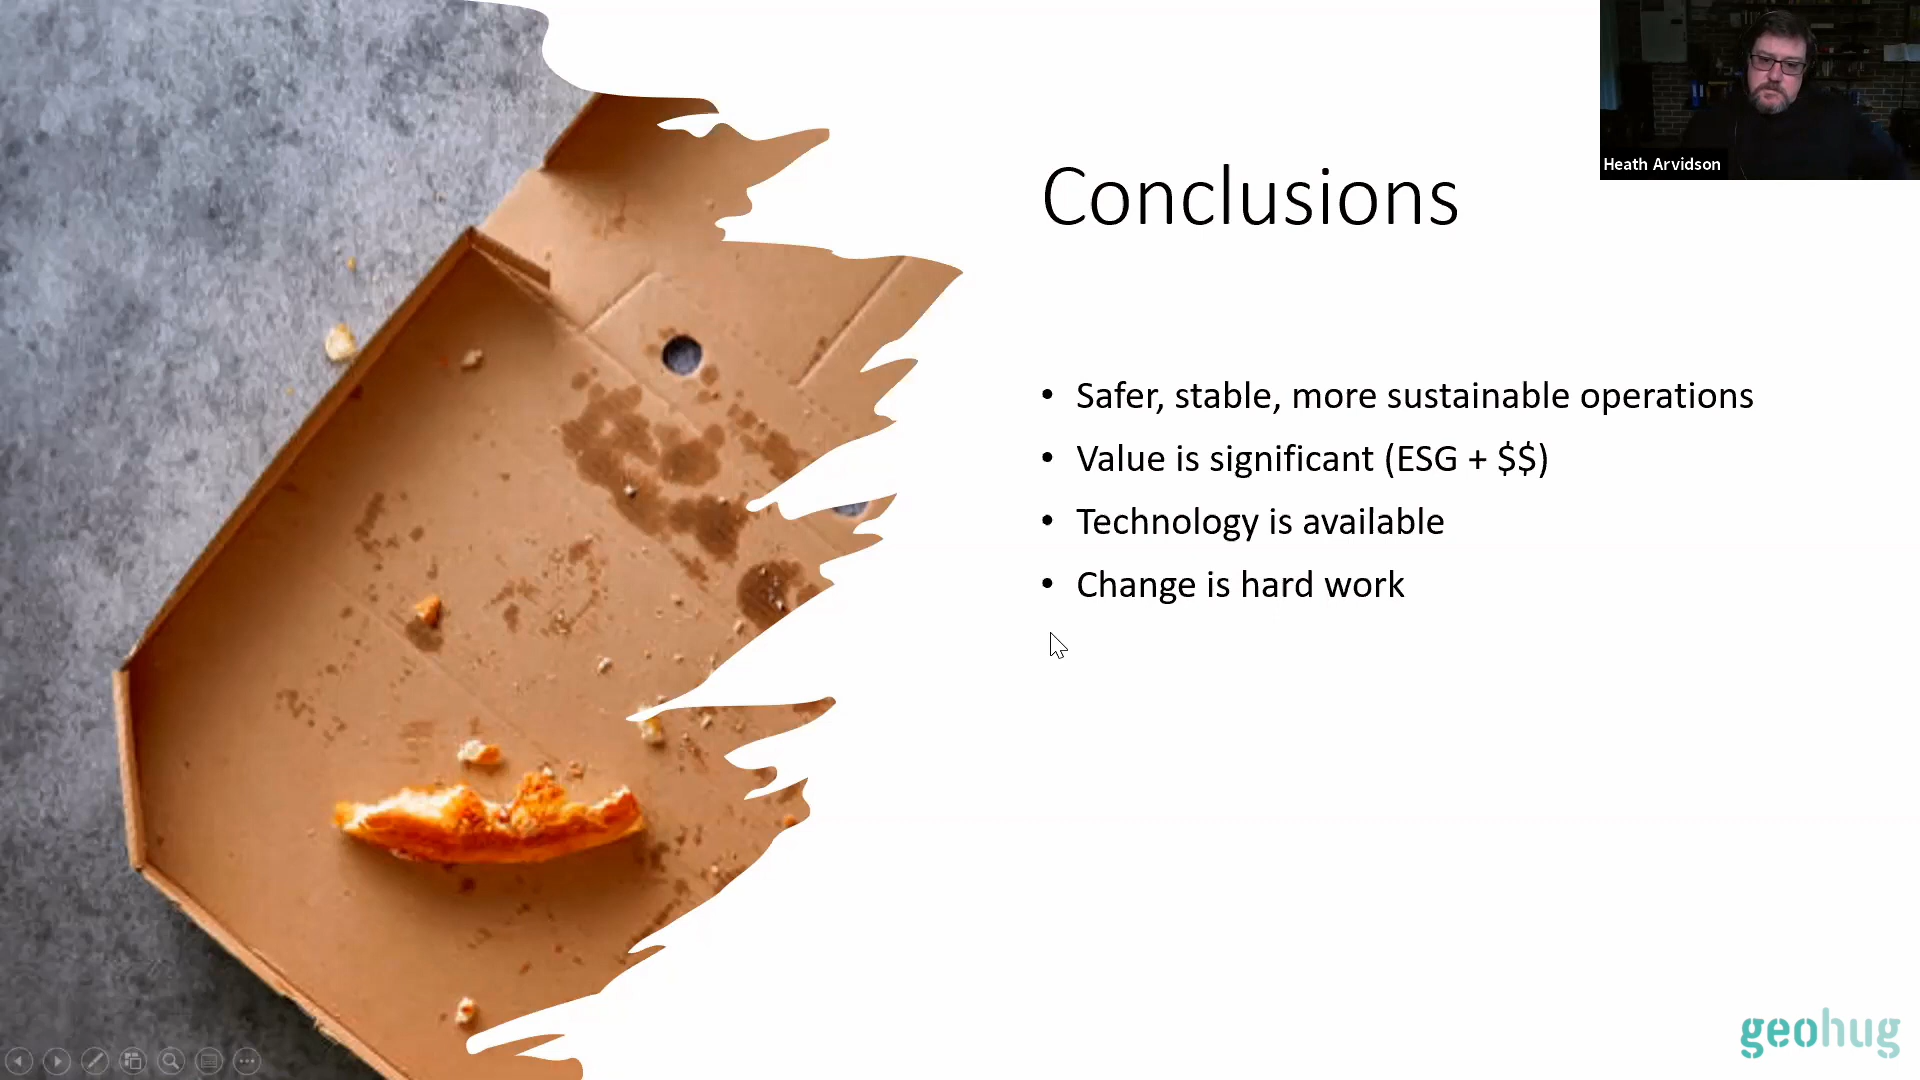 Heath Arvidson
Conclusions
• Safer, stable, more sustainable operations
• Value is significant (ESG + $$)
• Technology is available
• Change is hard work
geohug